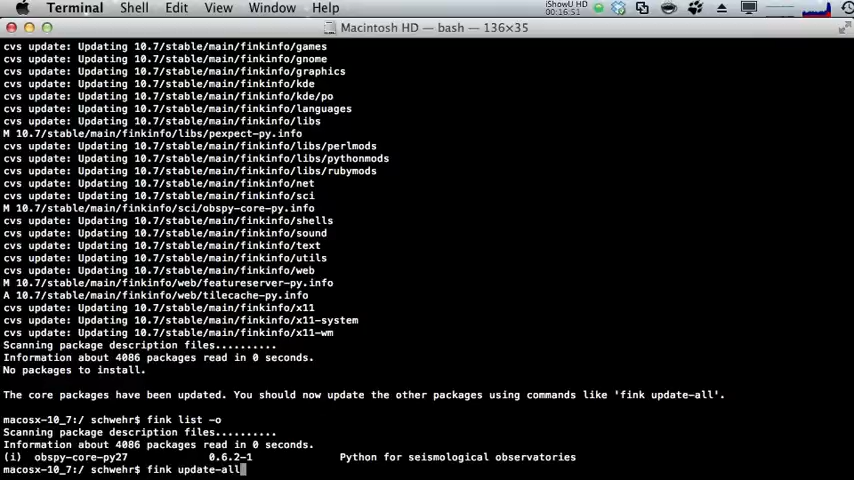 Terminal Shell Edit View Window Help iShowU HD 00:16:51
Macintosh HD — bash — 136×35
cvs update: Updating 10.7/stable/main/finkinfo/games
cvs update: Updating 10.7/stable/main/finkinfo/gnome
cvs update: Updating 10.7/stable/main/finkinfo/graphics
cvs update: Updating 10.7/stable/main/finkinfo/kde
cvs update: Updating 10.7/stable/main/finkinfo/kde/po
cvs update: Updating 10.7/stable/main/finkinfo/languages
cvs update: Updating 10.7/stable/main/finkinfo/libs
M 10.7/stable/main/finkinfo/libs/pexpect-py.info
cvs update: Updating 10.7/stable/main/finkinfo/libs/perlmods
cvs update: Updating 10.7/stable/main/finkinfo/libs/pythonmods
cvs update: Updating 10.7/stable/main/finkinfo/libs/rubymods
cvs update: Updating 10.7/stable/main/finkinfo/net
cvs update: Updating 10.7/stable/main/finkinfo/sci
M 10.7/stable/main/finkinfo/sci/obspy-core-py.info
cvs update: Updating 10.7/stable/main/finkinfo/shells
cvs update: Updating 10.7/stable/main/finkinfo/sound
cvs update: Updating 10.7/stable/main/finkinfo/text
cvs update: Updating 10.7/stable/main/finkinfo/utils
cvs update: Updating 10.7/stable/main/finkinfo/web
M 10.7/stable/main/finkinfo/web/featureserver-py.info
A 10.7/stable/main/finkinfo/web/tilecache-py.info
cvs update: Updating 10.7/stable/main/finkinfo/x11
cvs update: Updating 10.7/stable/main/finkinfo/x11-system
cvs update: Updating 10.7/stable/main/finkinfo/x11-wm
Scanning package description files..........
Information about 4086 packages read in 0 seconds.
No packages to install.
The core packages have been updated. You should now update the other packages using commands like 'fink update-all'.
macosx-10_7:/ schwehr$ fink list -o
Scanning package description files..........
Information about 4086 packages read in 0 seconds.
(i) obspy-core-py27 0.6.2-1 Python for seismological observatories
macosx-10_7:/ schwehr$ fink update-all